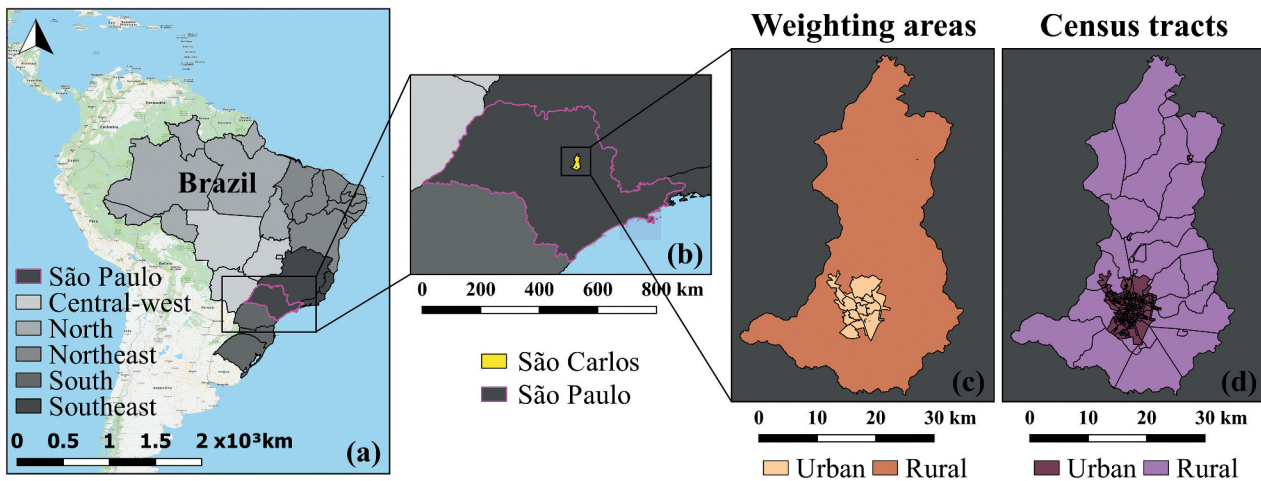 Weighting areas
Census tracts
Brazil
São Paulo
Central-west
North
Northeast
South
Southeast
0 0.5 1 1.5 2 x10³km
(a)
(b)
0 200 400 600 800 km
São Carlos
São Paulo
(c)
0 10 20 30 km
Urban Rural
(d)
0 10 20 30 km
Urban Rural